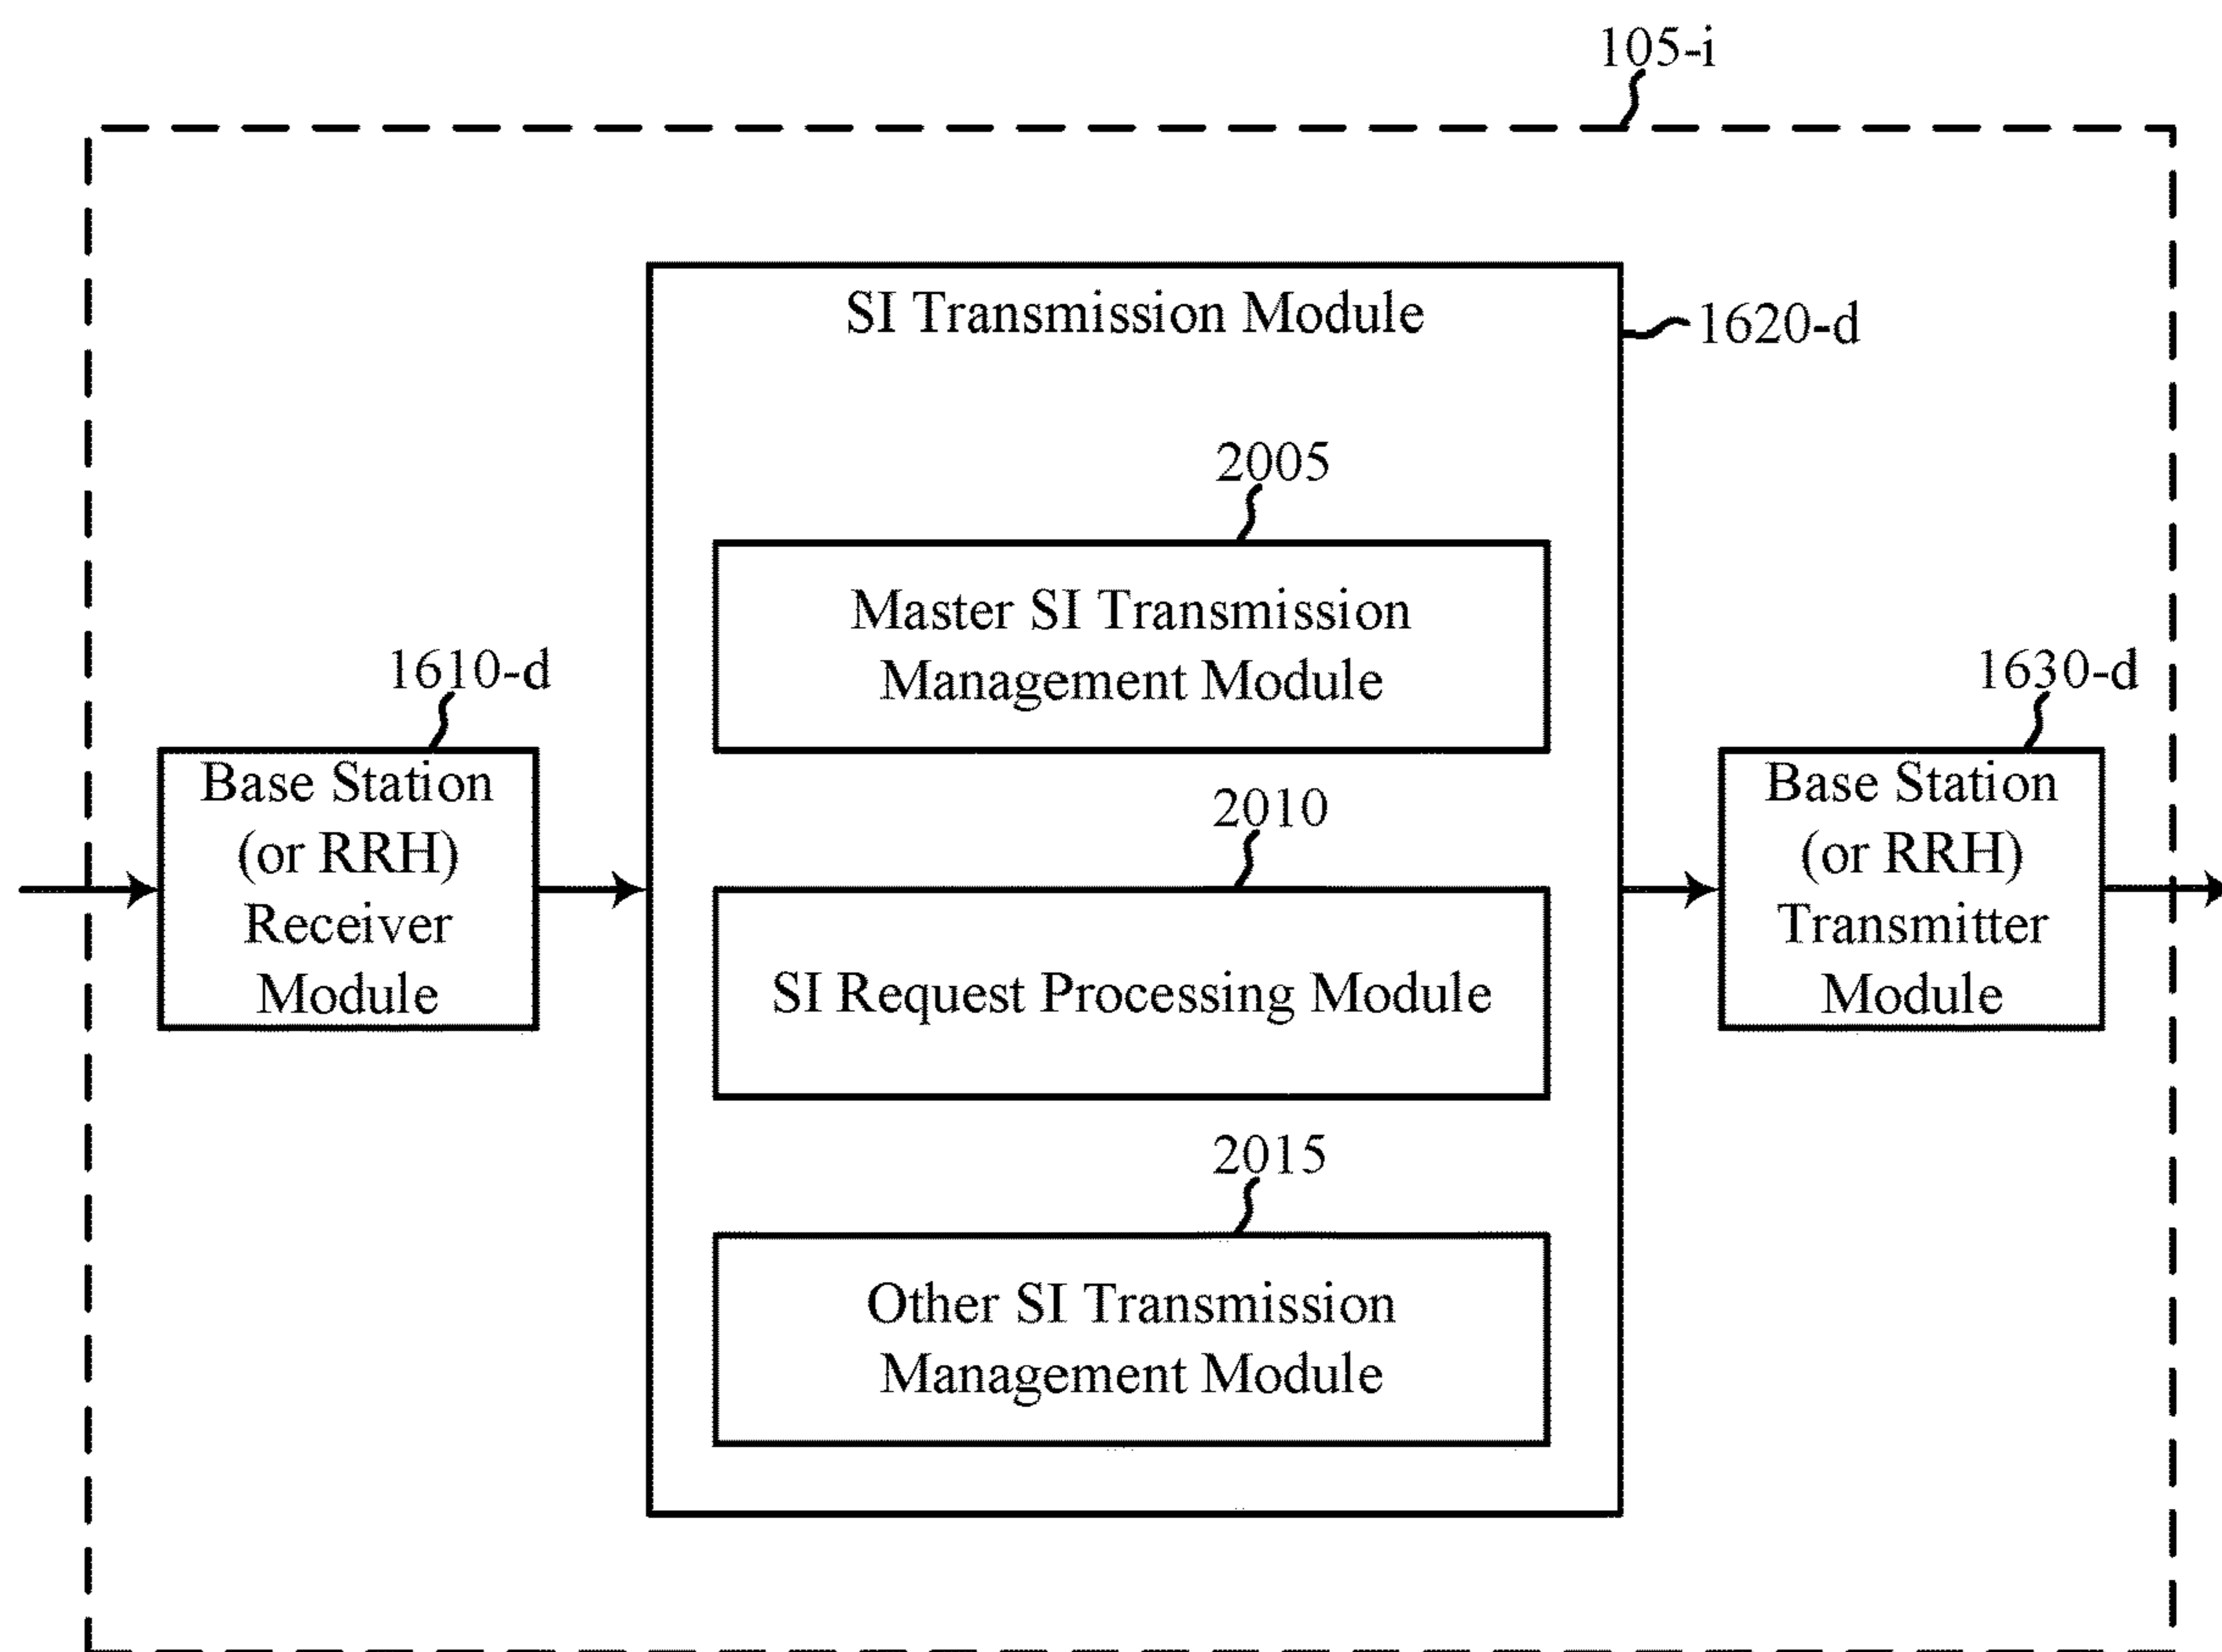 105-i
SI Transmission Module
1620-d
2005
Master SI Transmission
Management Module
1610-d
Base Station
(or RRH)
Receiver
Module
2010
SI Request Processing Module
1630-d
Base Station
(or RRH)
Transmitter
Module
2015
Other SI Transmission
Management Module